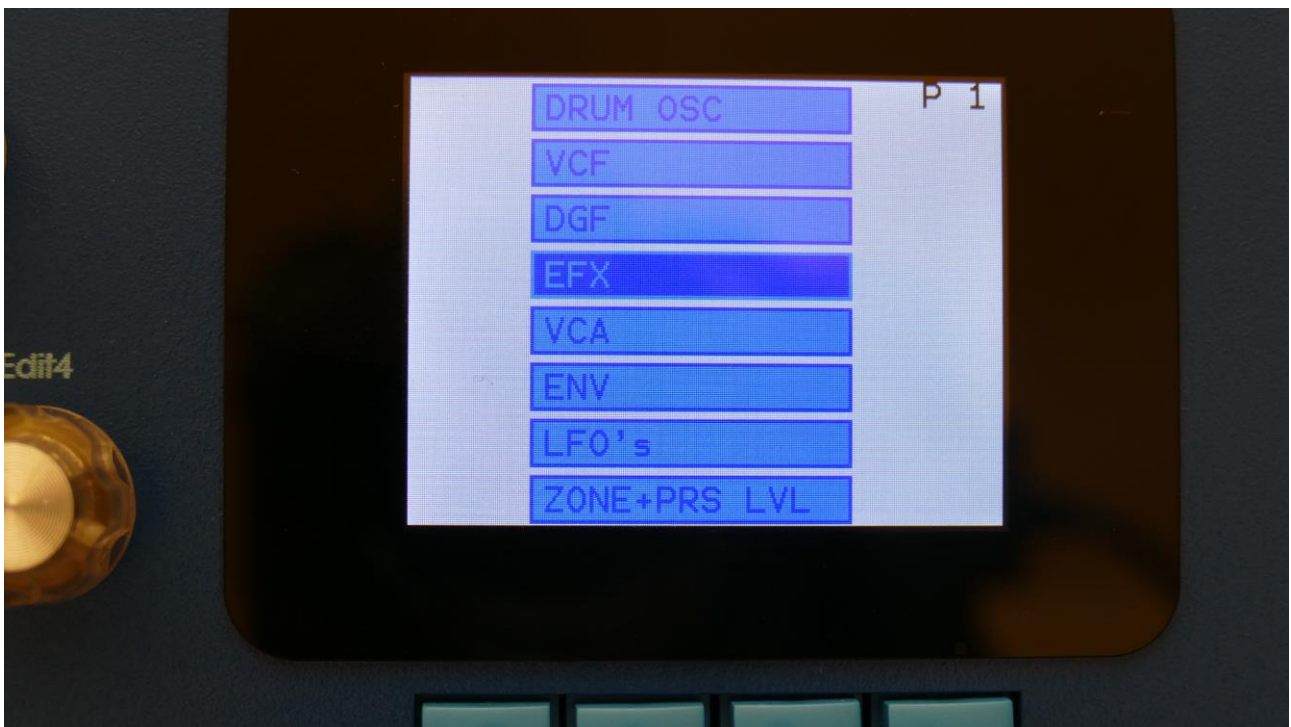 DRUM OSC
P 1
VCF
DGF
EFX
VCA
Edit4
ENV
LFO's
ZONE+PRS LVL